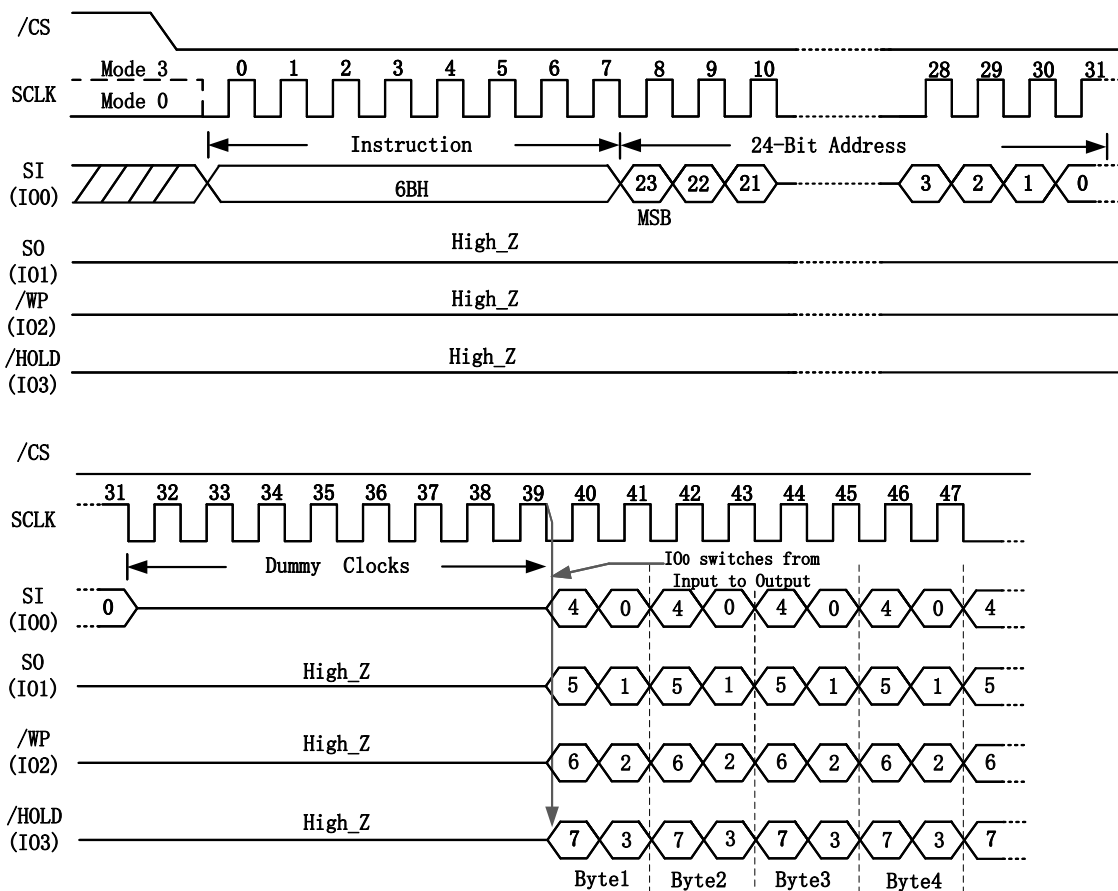 /CS
Mode 3 0 1 2 3 4 5 6 7 8 9 10 28 29 30 31
SCLK
Mode 0
Instruction 24-Bit Address
SI
(IO0)
6BH 23 22 21 3 2 1 0
MSB
SO
(IO1)
High_Z
/WP
(IO2)
High_Z
/HOLD
(IO3)
High_Z
/CS
31 32 33 34 35 36 37 38 39 40 41 42 43 44 45 46 47
SCLK
Dummy Clocks
IO0 switches from
Input to Output
SI
(IO0)
0 4 0 4 0 4 0 4 0 4
SO
(IO1)
High_Z 5 1 5 1 5 1 5 1 5
/WP
(IO2)
High_Z 6 2 6 2 6 2 6 2 6
/HOLD
(IO3)
High_Z 7 3 7 3 7 3 7 3 7
Byte1 Byte2 Byte3 Byte4